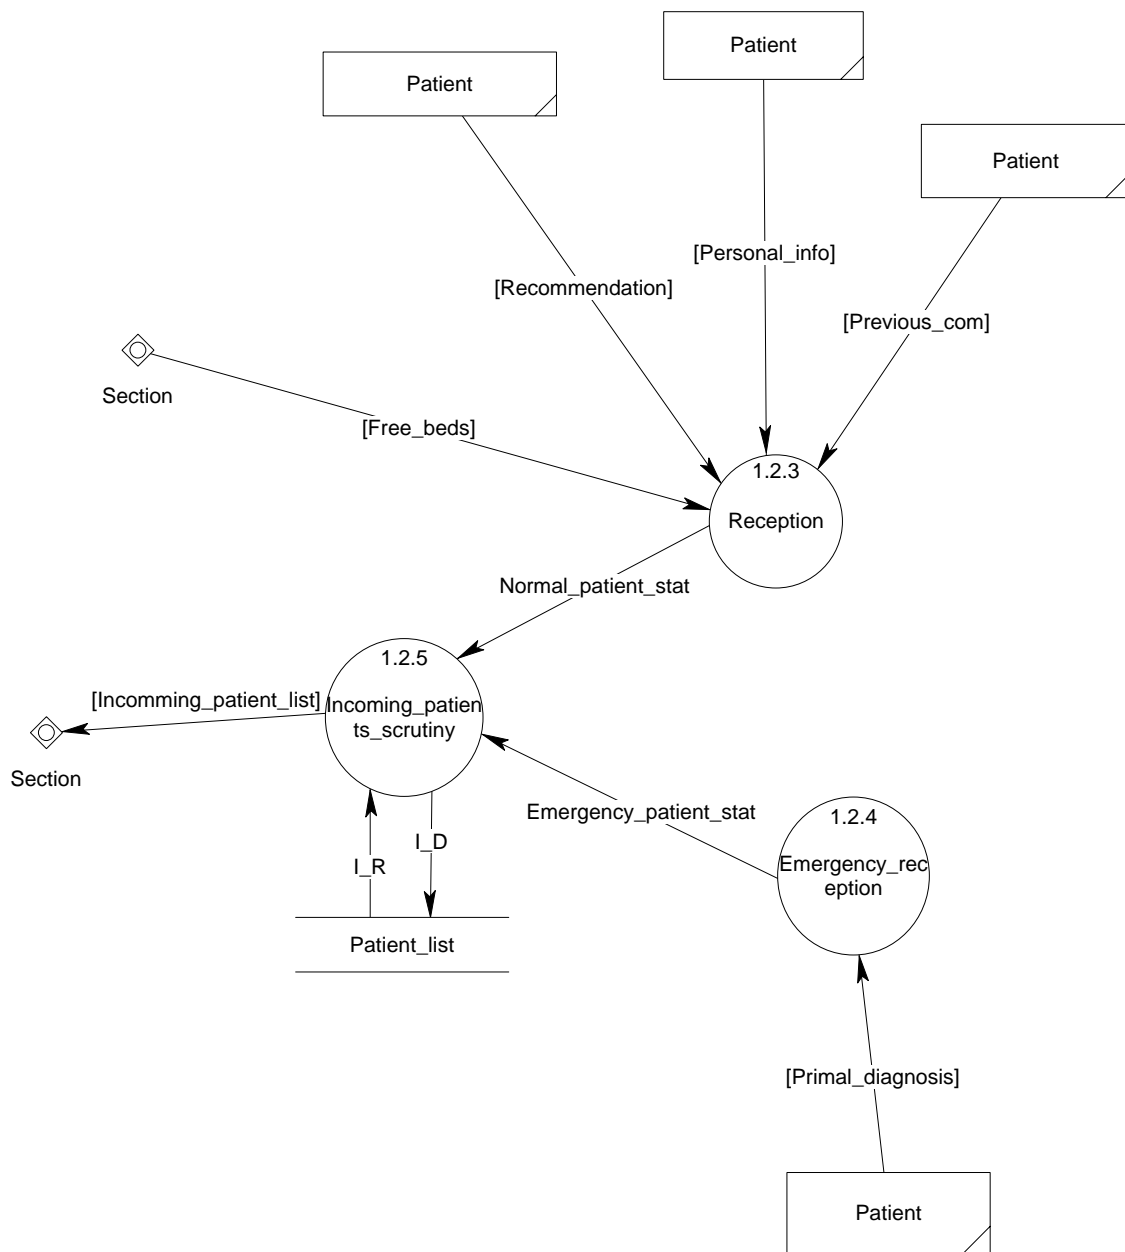 Patient
Patient
Patient
[Personal_info]
[Recommendation]
[Previous_com]
Section
[Free_beds]
1.2.3
Reception
Normal_patient_stat
1.2.5
[Incomming_patient_list]
Incoming_patien
ts_scrutiny
Section
Emergency_patient_stat
1.2.4
Emergency_rec
eption
I_D
I_R
Patient_list
[Primal_diagnosis]
Patient